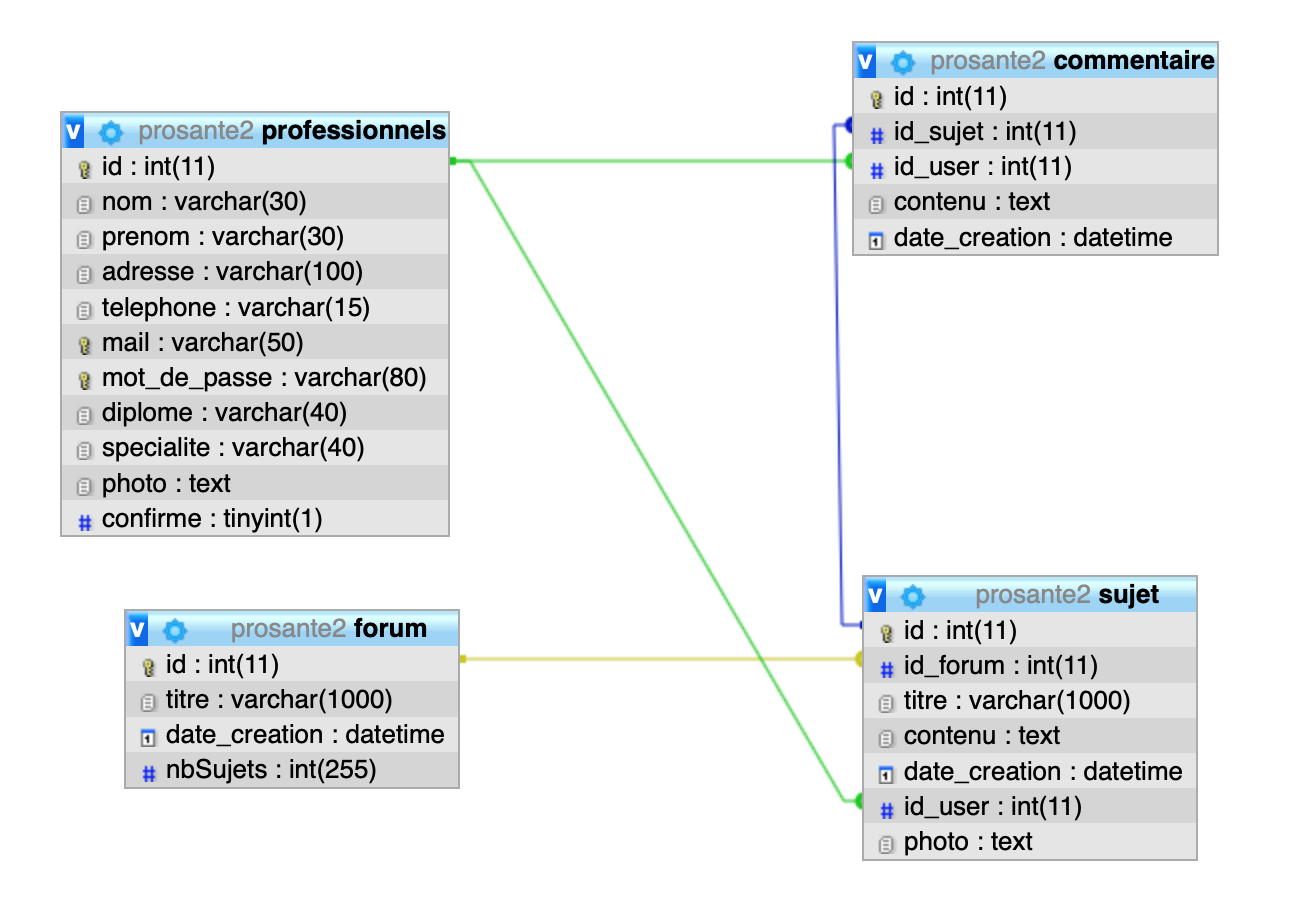 v prosante2 professionnels
id : int(11)
nom : varchar(30)
prenom : varchar(30)
adresse : varchar(100)
telephone : varchar(15)
mail : varchar(50)
mot_de_passe : varchar(80)
diplome : varchar(40)
specialite : varchar(40)
photo : text
# confirme : tinyint(1)
v prosante2 commentaire
id : int(11)
# id_sujet : int(11)
# id_user : int(11)
contenu : text
1 date_creation : datetime
v prosante2 forum
id : int(11)
titre : varchar(1000)
1 date_creation : datetime
# nbSujets : int(255)
v prosante2 sujet
id : int(11)
# id_forum : int(11)
titre : varchar(1000)
contenu : text
1 date_creation : datetime
# id_user : int(11)
photo : text